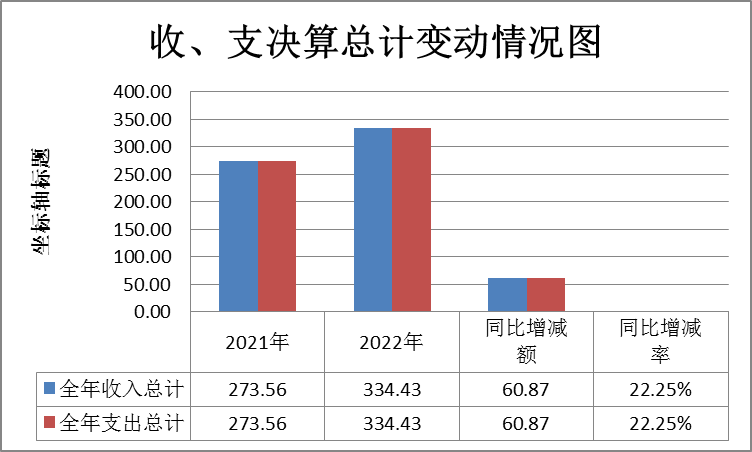 收、支决算总计变动情况图
坐标轴标题
400.00
350.00
300.00
250.00
200.00
150.00
100.00
50.00
0.00
2021年 2022年 同比增减额 同比增减率
全年收入总计 273.56 334.43 60.87 22.25%
全年支出总计 273.56 334.43 60.87 22.25%